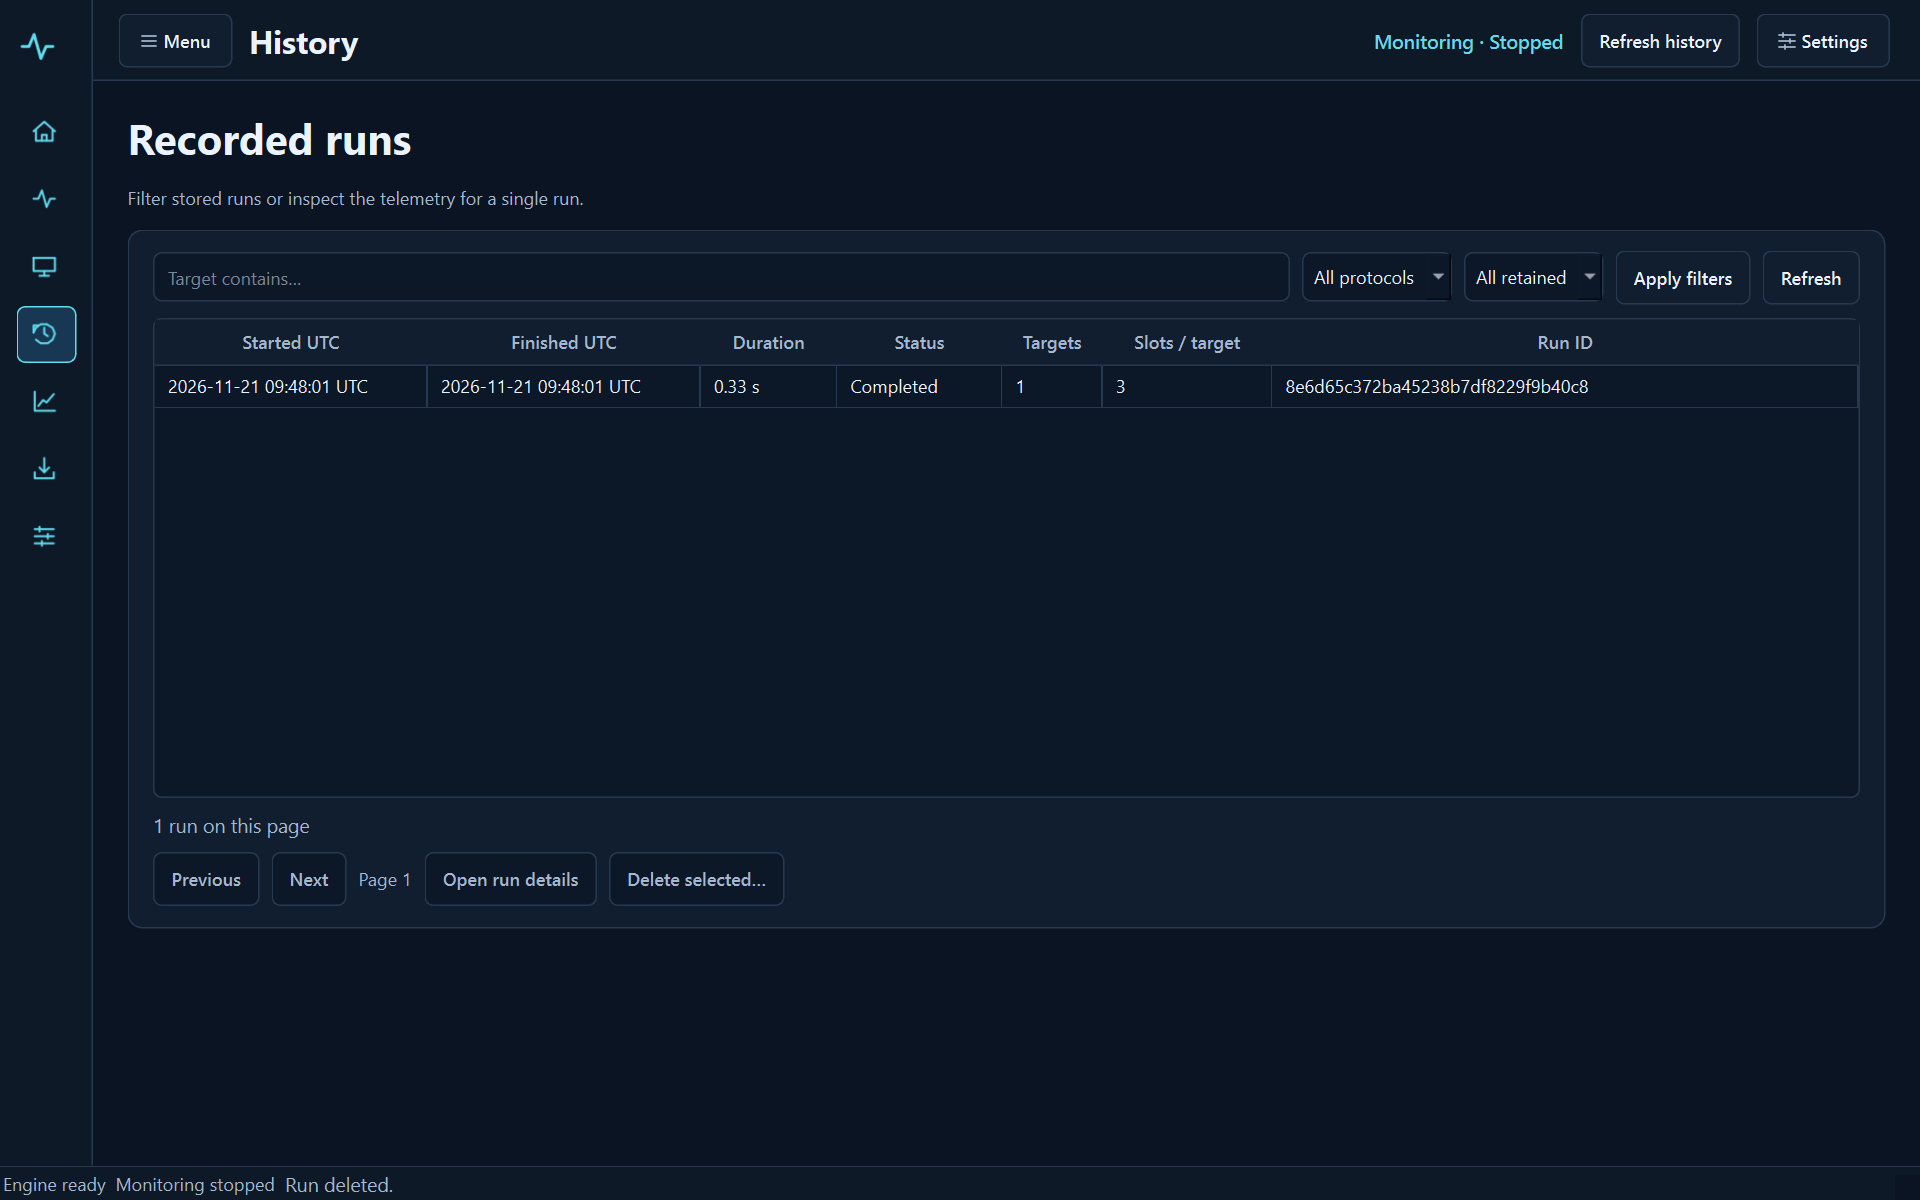 Menu
History
Monitoring · Stopped
Refresh history
Settings
Recorded runs
Filter stored runs or inspect the telemetry for a single run.
Target contains...
All protocols
All retained
Apply filters
Refresh
Started UTC Finished UTC Duration Status Targets Slots / target Run ID
2026-11-21 09:48:01 UTC 2026-11-21 09:48:01 UTC 0.33 s Completed 1 3 8e6d65c372ba45238b7df8229f9b40c8
1 run on this page
Previous
Next
Page 1
Open run details
Delete selected...
Engine ready Monitoring stopped Run deleted.